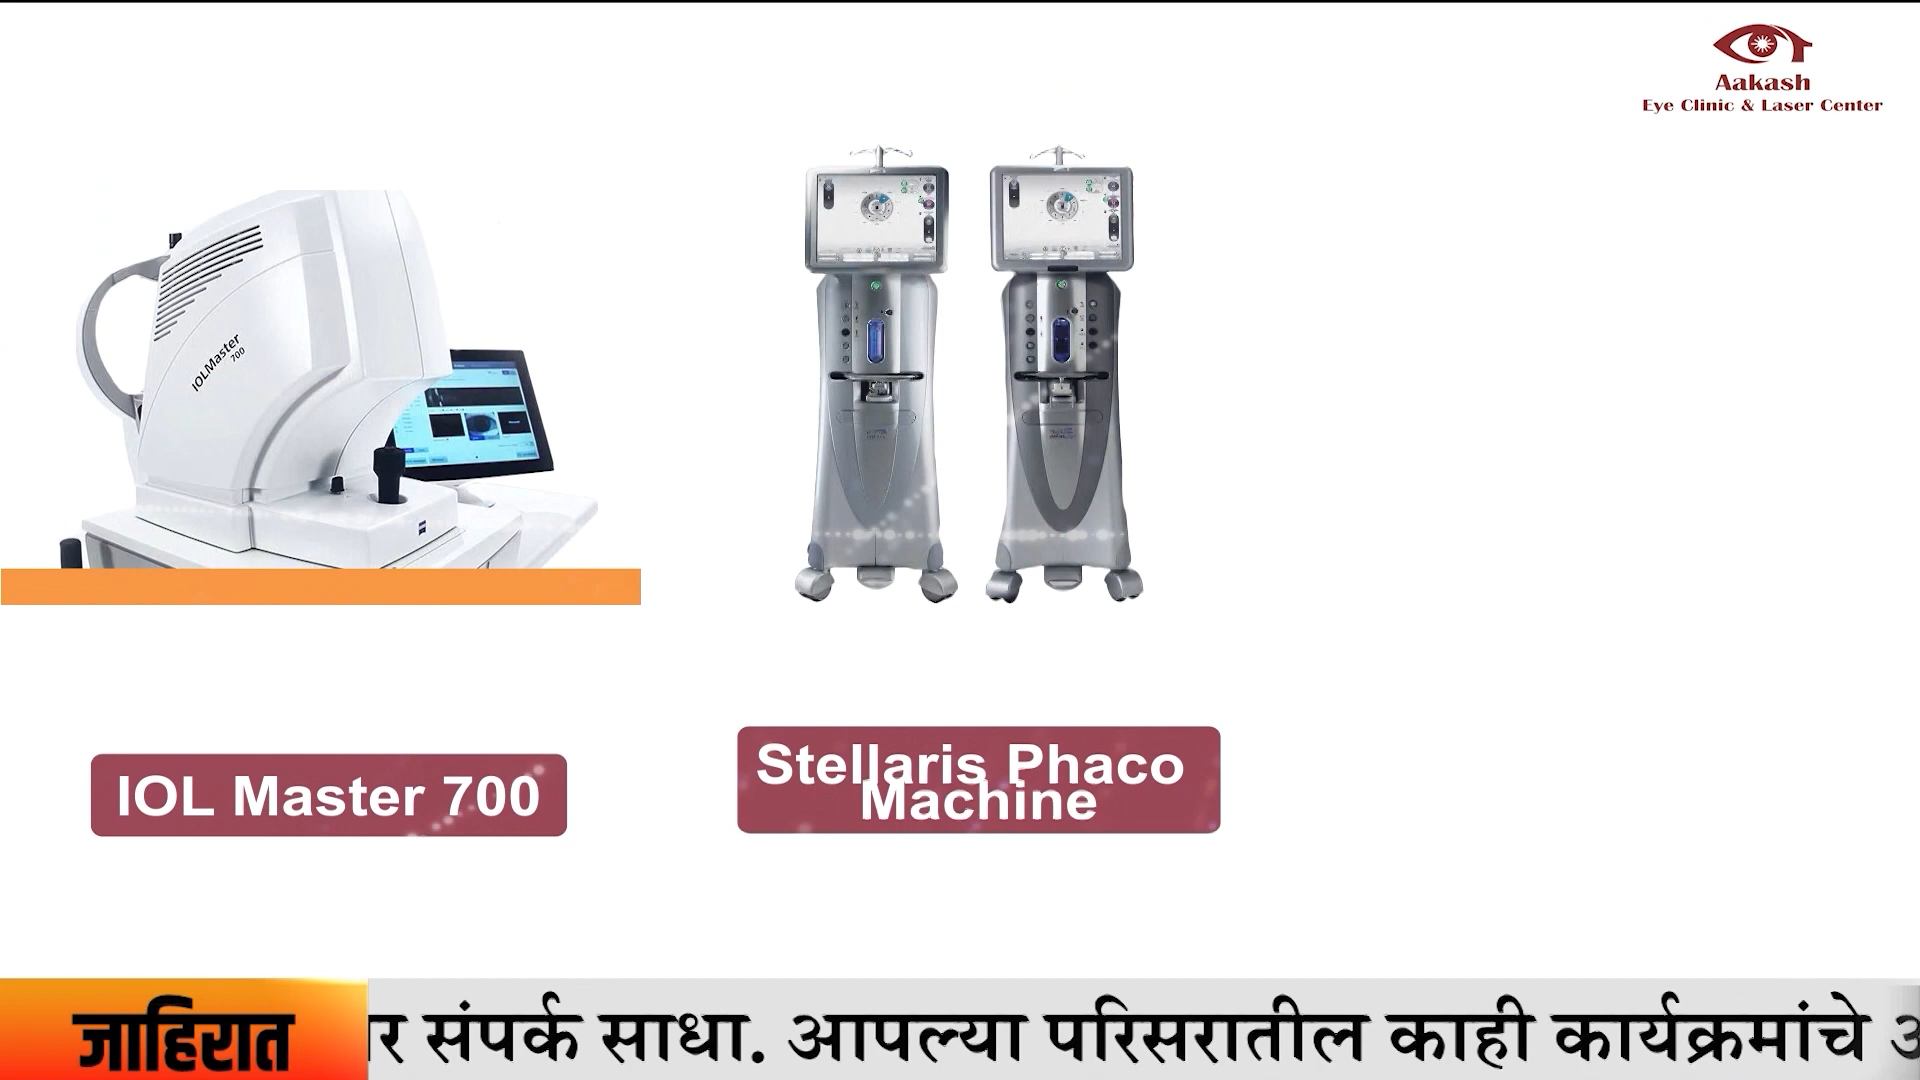 Aakash
Eye Clinic & Laser Center
IOLMaster
700
IOL Master 700
Stellaris Phaco
Machine
जाहिरात
संपर्क साधा. आपल्या परिसरातील काही कार्यक्रमांचे